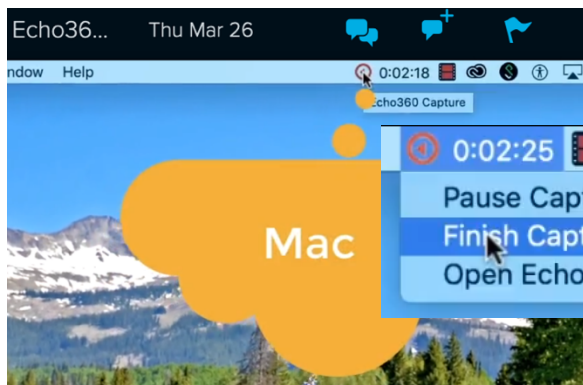 Echo36... Thu Mar 26
ndow Help 0:02:18
Echo360 Capture
0:02:25
Mac
Pause Cap
Finish Capt
Open Echo